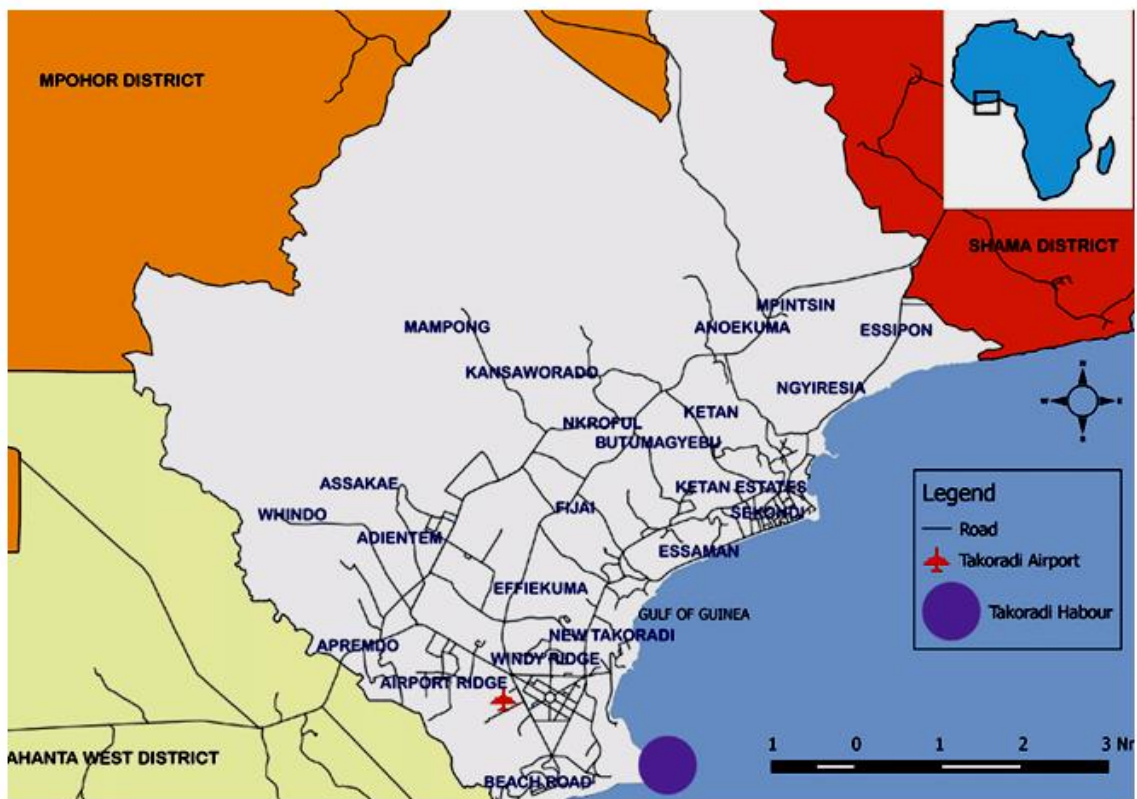 MPOHOR DISTRICT
SHAMA DISTRICT
MPINTSIN
MAMPONG
ANOEKUMA
ESSIPON
KANSAWORADO
NGYIRESIA
N
W
E
S
KETAN
NKROFUL
BUTUMAGYEBU
ASSAKAE
KETAN ESTATES
Legend
WHINDO
FIJAI
SEKONDI
Road
ADIENTEM
ESSAMAN
Takoradi Airport
EFFIEKUMA
GULF OF GUINEA
Takoradi Habour
NEW TAKORADI
APREMDO
WINDY RIDGE
AIRPORT RIDGE
AHANTA WEST DISTRICT
1 0 1 2 3 Nr
BEACH ROAD